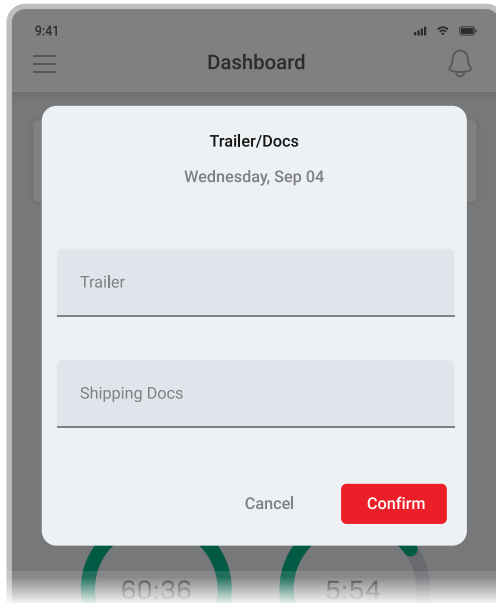 9:41
Dashboard
Trailer/Docs
Wednesday, Sep 04
Trailer
Shipping Docs
Cancel
Confirm
60:36
5:54